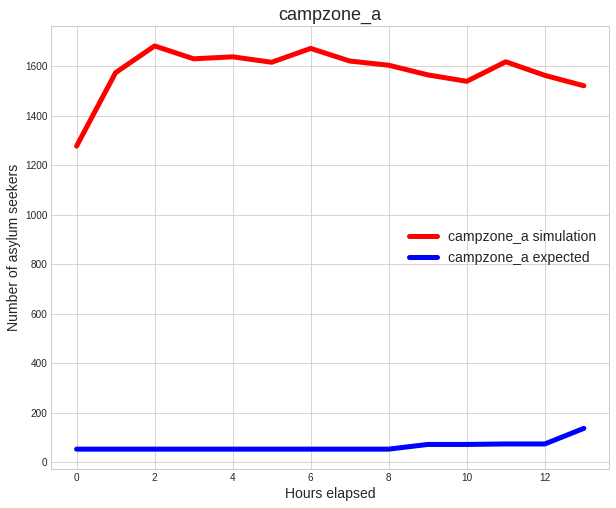 campzone_a
Number of asylum seekers
1600
1400
1200
1000
800
600
400
200
0
campzone_a simulation
campzone_a expected
0 2 4 6 8 10 12
Hours elapsed